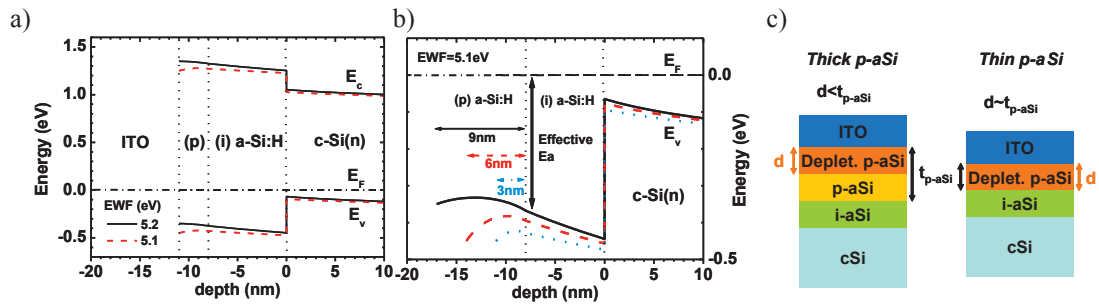 a)
Energy (eV)
1.5
1.0
0.5
0.0
-0.5
E_c
ITO
(p)
(i) a-Si:H
c-Si(n)
E_F
EWF (eV)
5.2
5.1
E_v
-20
-15
-10
-5
0
5
10
depth (nm)
b)
EWF=5.1eV
E_F
0.0
(p) a-Si:H
(i) a-Si:H
9nm
Effective
Ea
6nm
3nm
E_v
c-Si(n)
Energy (eV)
-0.5
-20
-15
-10
-5
0
5
10
depth (nm)
c)
Thick p-aSi
d<t_p-aSi
ITO
d
Deplet. p-aSi
t_p-aSi
p-aSi
i-aSi
cSi
Thin p-a Si
d~t_p-aSi
ITO
t_p-aSi
Deplet. p-aSi
d
i-aSi
cSi